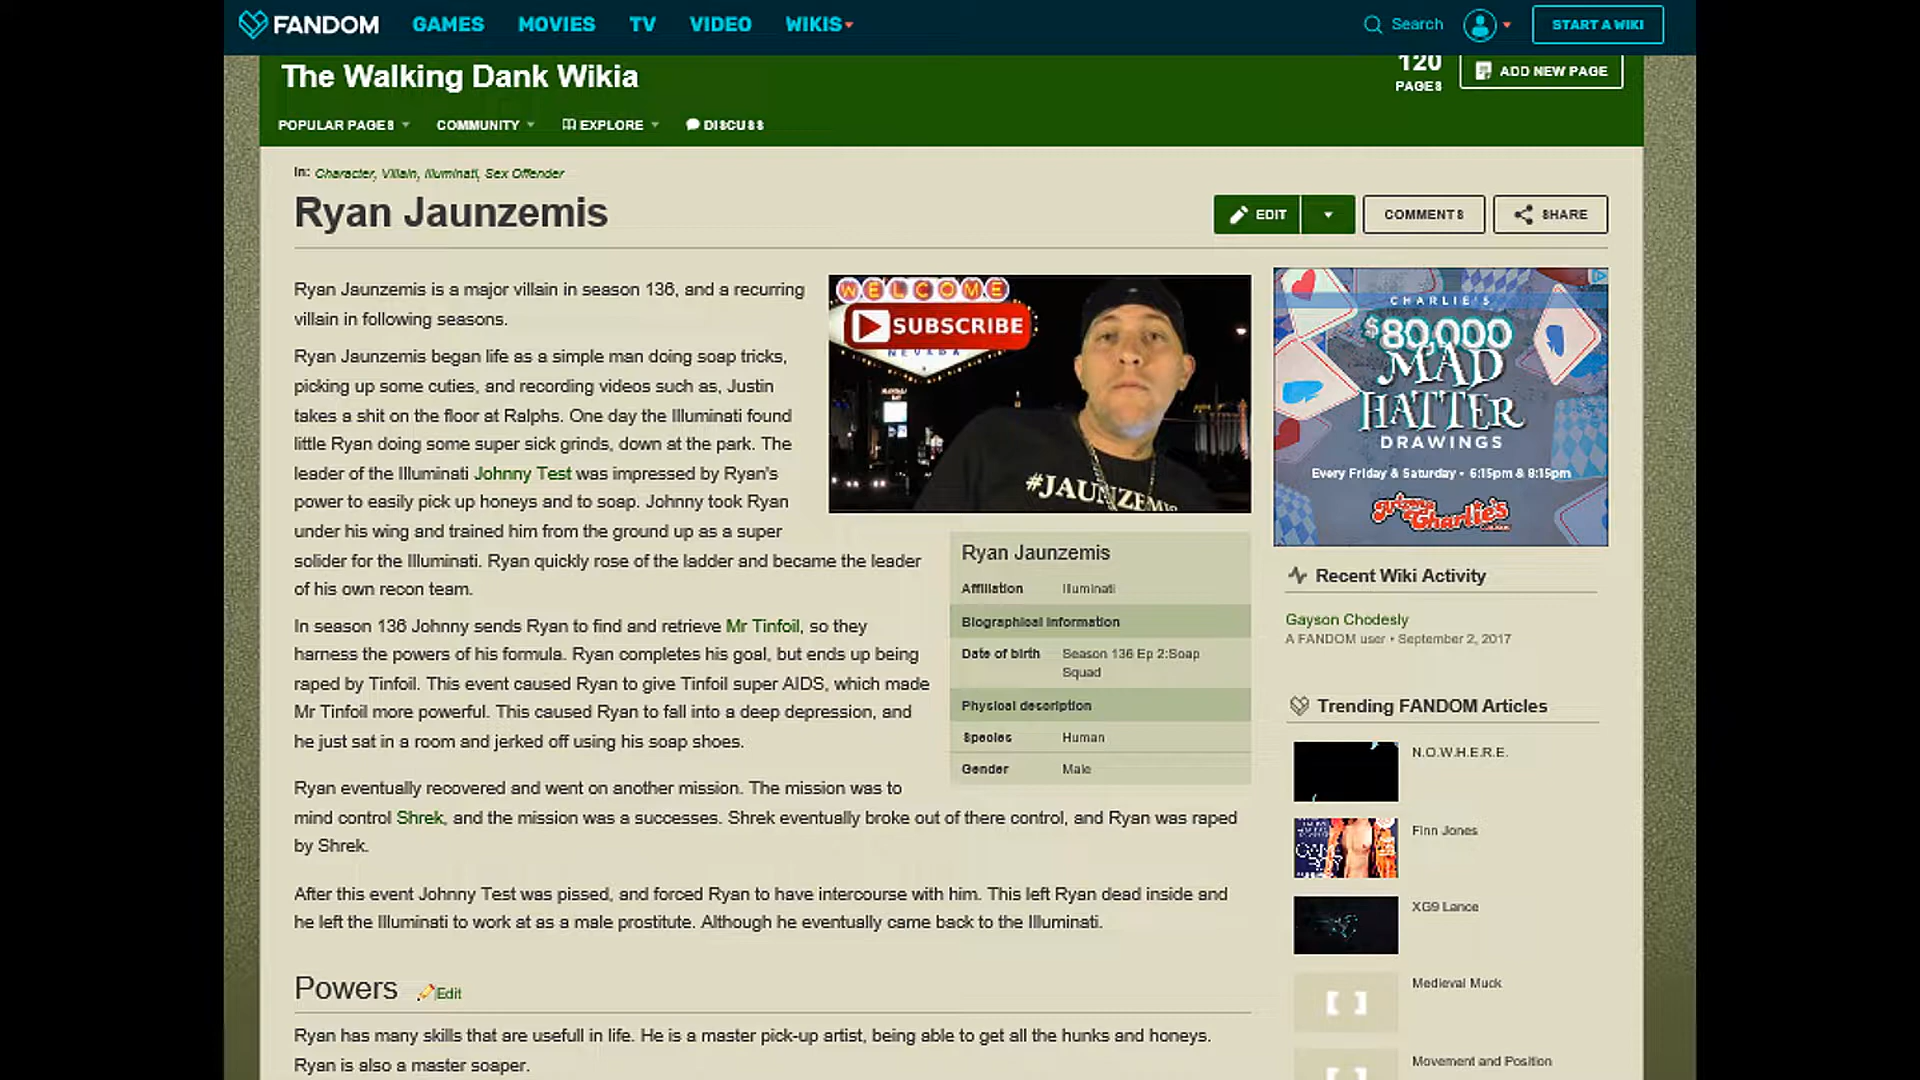 FANDOM GAMES MOVIES TV VIDEO WIKIS Search START A WIKI
The Walking Dank Wikia
120 PAGES
ADD NEW PAGE
POPULAR PAGES COMMUNITY EXPLORE DISCUSS
In: Character, Villain, Illuminati, Sex Offender
Ryan Jaunzemis
EDIT COMMENTS SHARE
Ryan Jaunzemis is a major villain in season 136, and a recurring
villain in following seasons.
Ryan Jaunzemis began life as a simple man doing soap tricks,
picking up some cuties, and recording videos such as, Justin
takes a shit on the floor at Ralphs. One day the Illuminati found
little Ryan doing some super sick grinds, down at the park. The
leader of the Illuminati Johnny Test was impressed by Ryan's
power to easily pick up honeys and to soap. Johnny took Ryan
under his wing and trained him from the ground up as a super
solider for the Illuminati. Ryan quickly rose of the ladder and became the leader
of his own recon team.
In season 136 Johnny sends Ryan to find and retrieve Mr Tinfoil, so they
harness the powers of his formula. Ryan completes his goal, but ends up being
raped by Tinfoil. This event caused Ryan to give Tinfoil super AIDS, which made
Mr Tinfoil more powerful. This caused Ryan to fall into a deep depression, and
he just sat in a room and jerked off using his soap shoes.
Ryan eventually recovered and went on another mission. The mission was to
mind control Shrek, and the mission was a successes. Shrek eventually broke out of there control, and Ryan was raped
by Shrek.
After this event Johnny Test was pissed, and forced Ryan to have intercourse with him. This left Ryan dead inside and
he left the Illuminati to work at as a male prostitute. Although he eventually came back to the Illuminati.
Powers Edit
Ryan has many skills that are usefull in life. He is a master pick-up artist, being able to get all the hunks and honeys.
Ryan is also a master soaper.
WELCOME
SUBSCRIBE
NEVADA
#JAUNZEMIS
Ryan Jaunzemis
Affiliation Illuminati
Biographical information
Date of birth Season 136 Ep 2:Soap
Squad
Physical description
Species Human
Gender Male
CHARLIE'S
$80,000
MAD
HATTER
DRAWINGS
Every Friday & Saturday • 6:15pm & 8:15pm
Arizona Charlie's
Recent Wiki Activity
Gayson Chodesly
A FANDOM user • September 2, 2017
Trending FANDOM Articles
N.O.W.H.E.R.E.
Finn Jones
XG9 Lance
Medieval Muck
Movement and Position